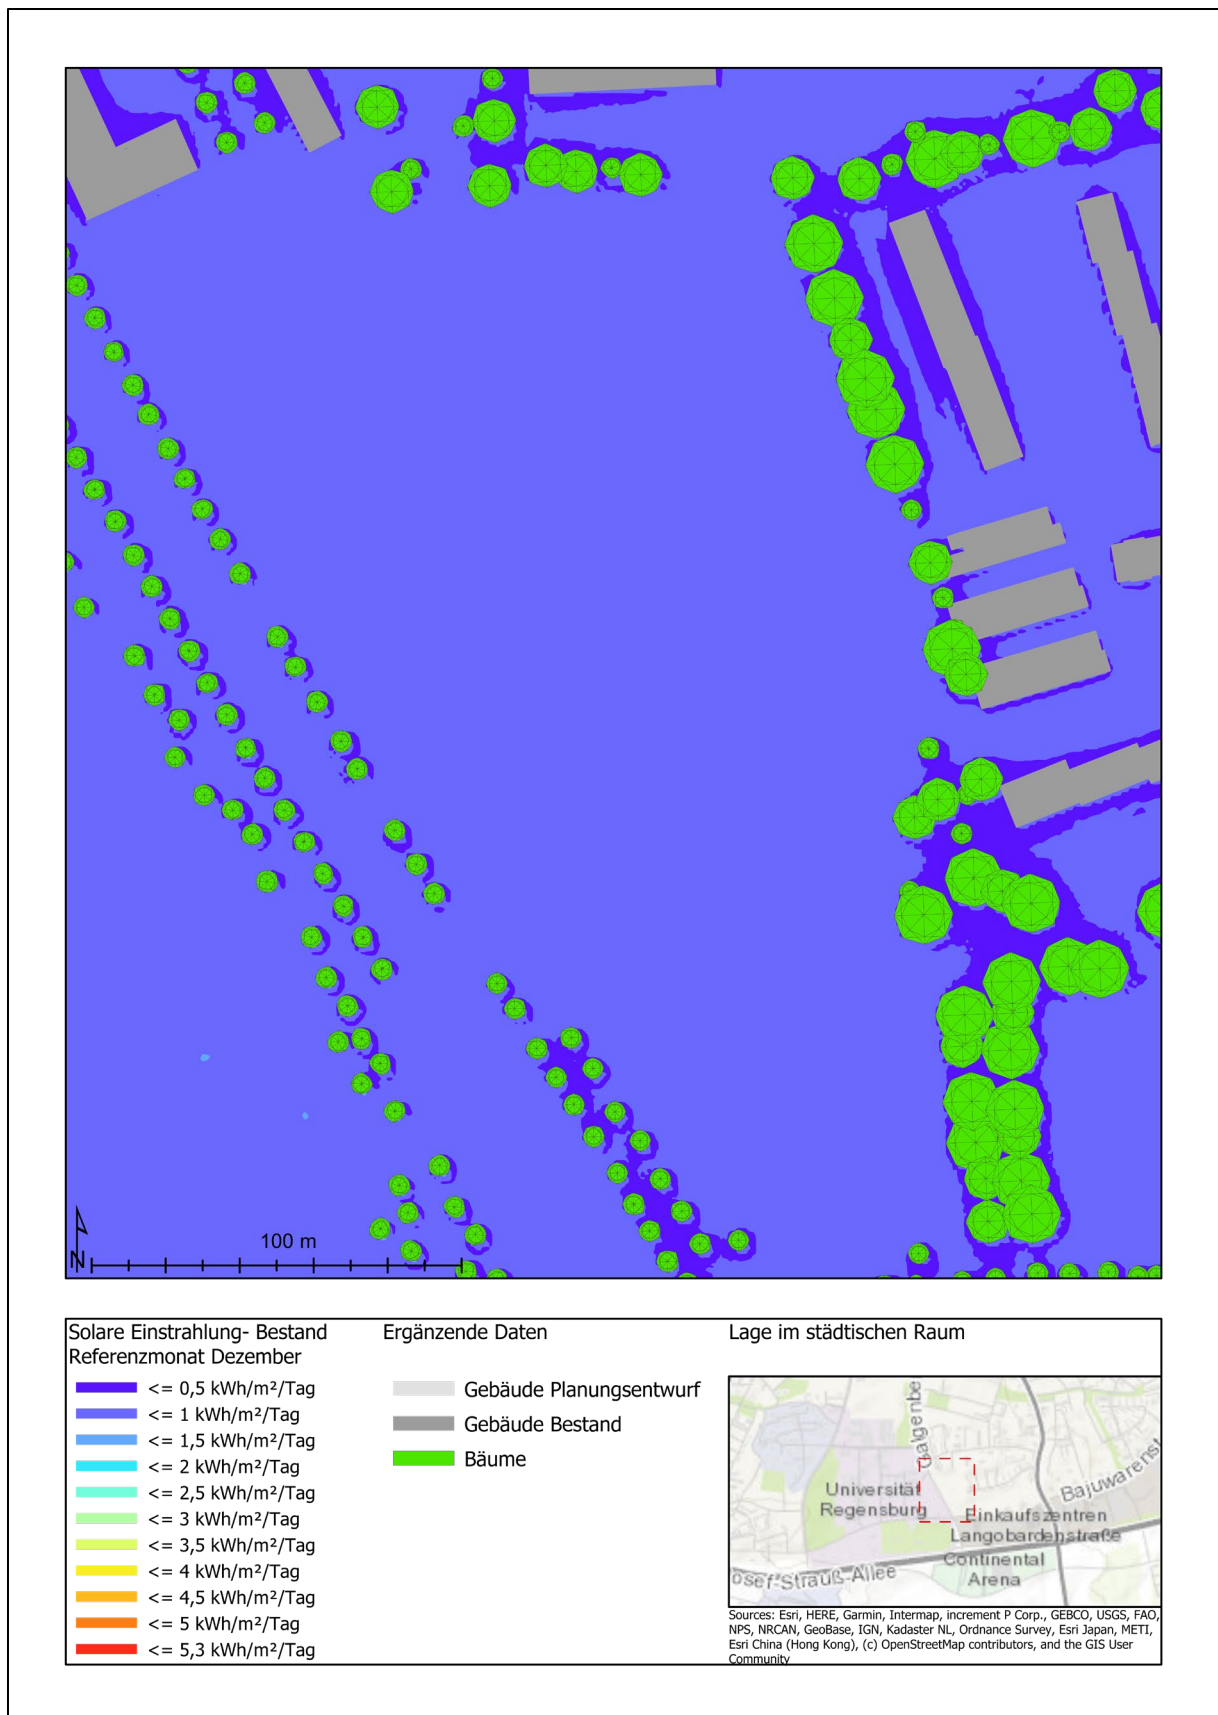 N
100 m
Solare Einstrahlung- Bestand
Referenzmonat Dezember
<= 0,5 kWh/m²/Tag
<= 1 kWh/m²/Tag
<= 1,5 kWh/m²/Tag
<= 2 kWh/m²/Tag
<= 2,5 kWh/m²/Tag
<= 3 kWh/m²/Tag
<= 3,5 kWh/m²/Tag
<= 4 kWh/m²/Tag
<= 4,5 kWh/m²/Tag
<= 5 kWh/m²/Tag
<= 5,3 kWh/m²/Tag
Ergänzende Daten
Gebäude Planungsentwurf
Gebäude Bestand
Bäume
Lage im städtischen Raum
Galgenbe
Universität
Regensburg
Bajuwarenst
Einkaufszentren
Langobardenstraße
Continental
Arena
osef-Strauß-Allee
Sources: Esri, HERE, Garmin, Intermap, increment P Corp., GEBCO, USGS, FAO,
NPS, NRCAN, GeoBase, IGN, Kadaster NL, Ordnance Survey, Esri Japan, METI,
Esri China (Hong Kong), (c) OpenStreetMap contributors, and the GIS User
Community